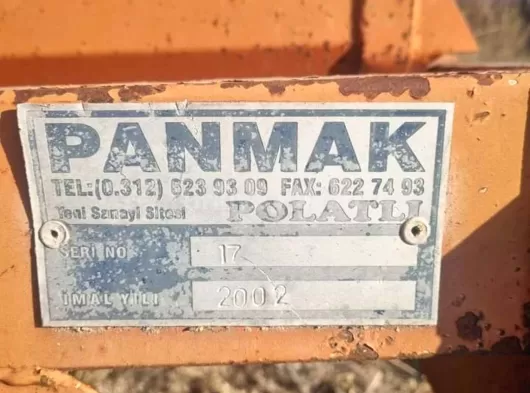 PANMAK
TEL:(0.312) 623 93 09 FAX: 622 74 93
Yeni Sanayi Sitesi POLATLI
SERI NO 17
IMAL YILI 2002